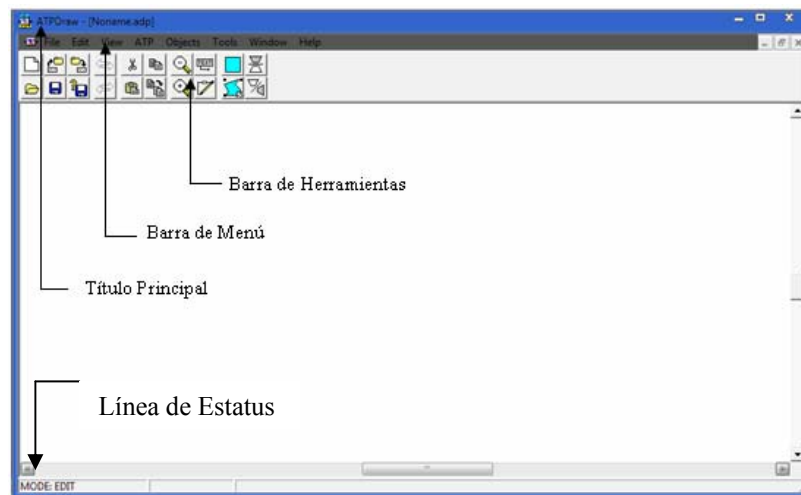 ATPDraw - [Noname.adp]
File Edit View ATP Objects Tools Window Help
Barra de Herramientas
Barra de Menú
Título Principal
Línea de Estatus
MODE: EDIT